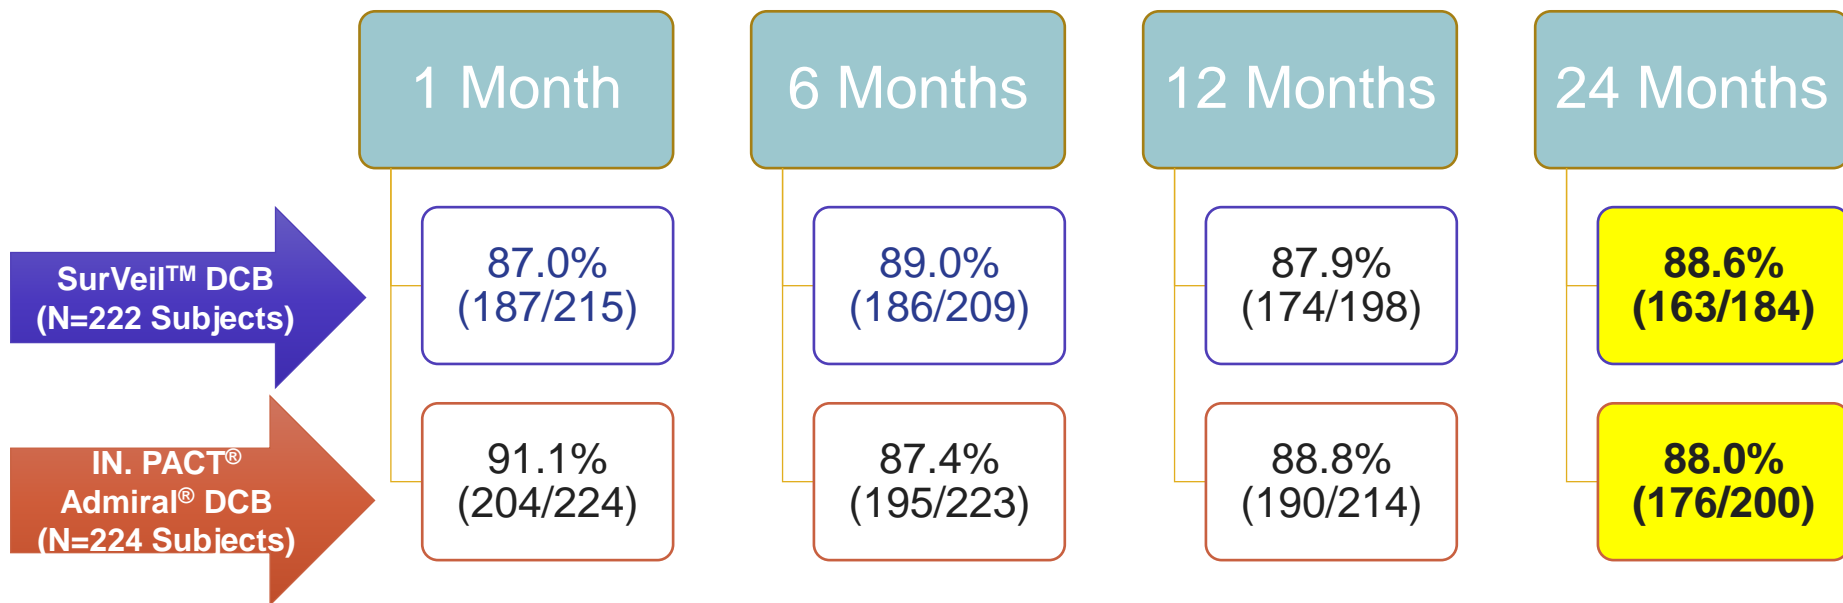 1 Month
6 Months
12 Months
24 Months
SurVeil™ DCB
(N=222 Subjects)
87.0%
(187/215)
89.0%
(186/209)
87.9%
(174/198)
88.6%
(163/184)
IN. PACT®
Admiral® DCB
(N=224 Subjects)
91.1%
(204/224)
87.4%
(195/223)
88.8%
(190/214)
88.0%
(176/200)